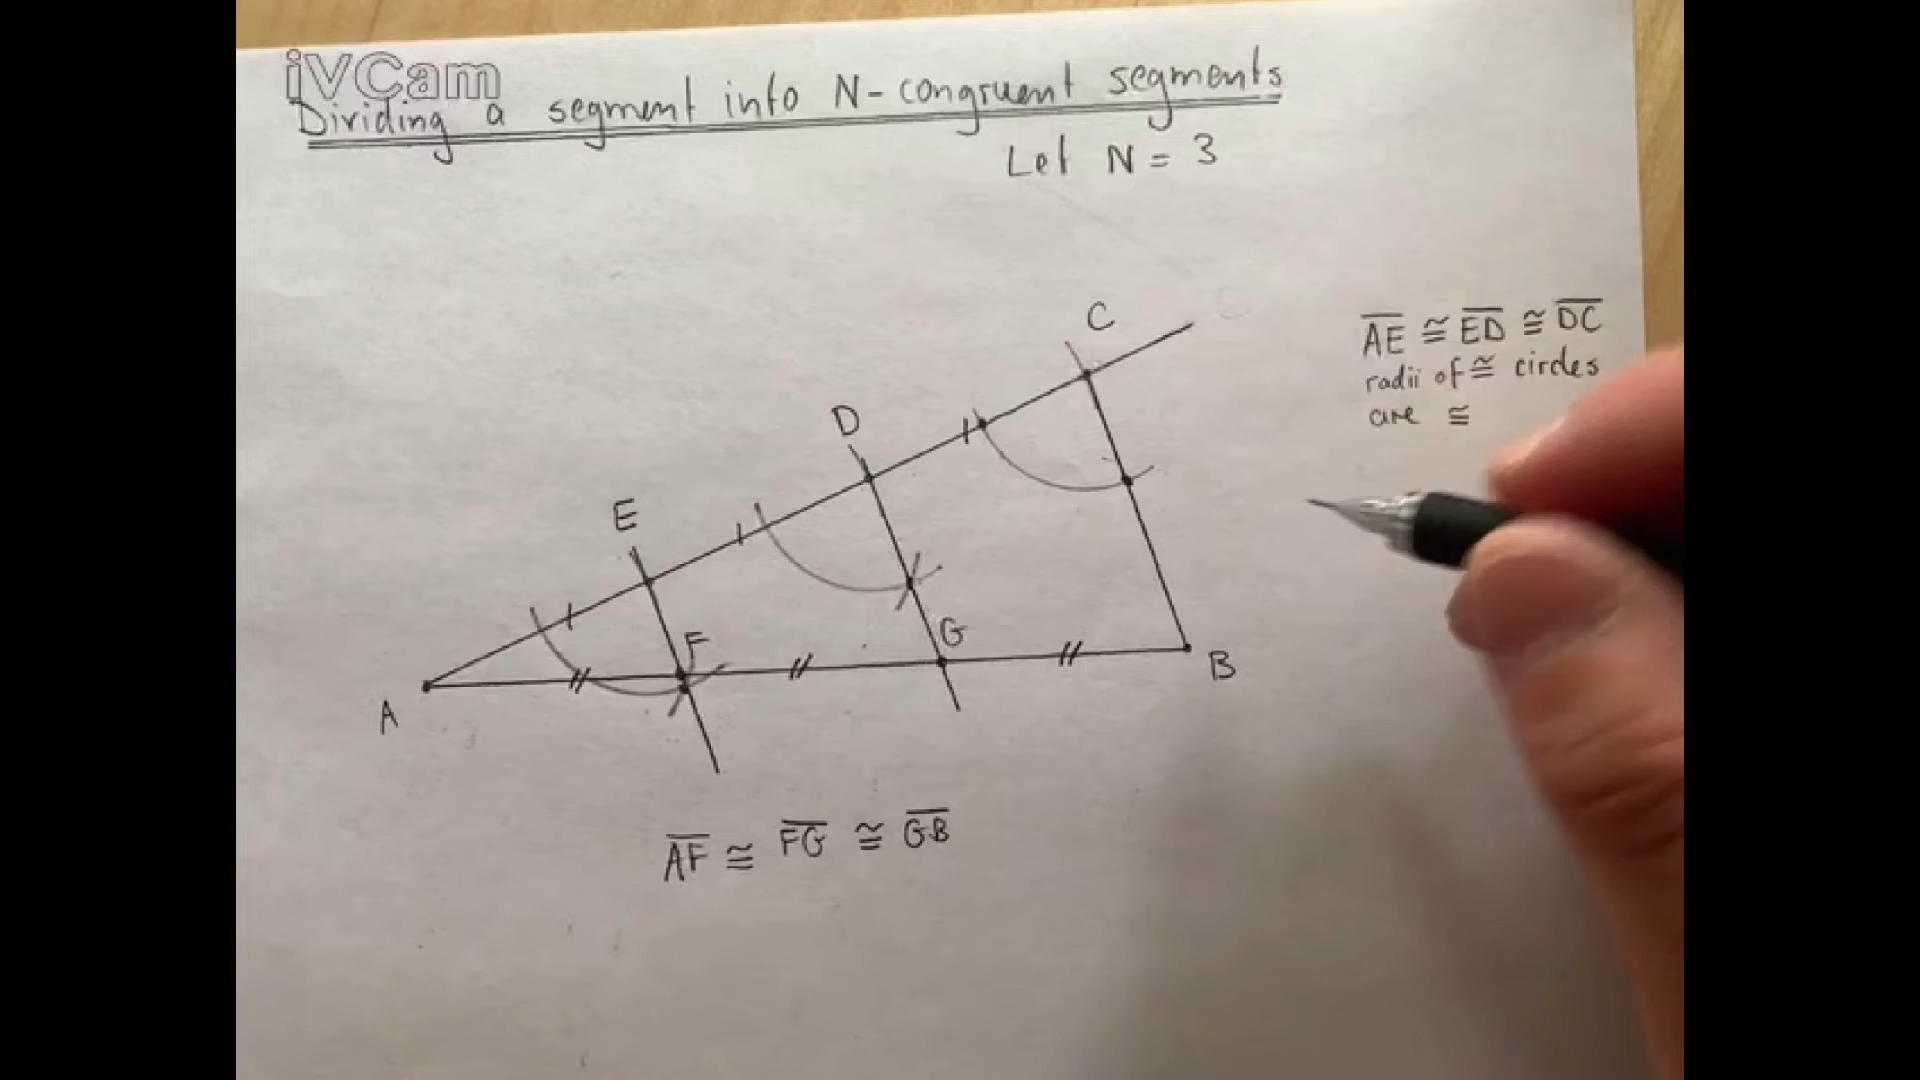 iVCam
Dividing a segment into N-congruent segments
Let N = 3
C
D
E
F
G
A
B
AE ≅ ED ≅ DC
radii of ≅ circles
are ≅
AF ≅ FG ≅ GB